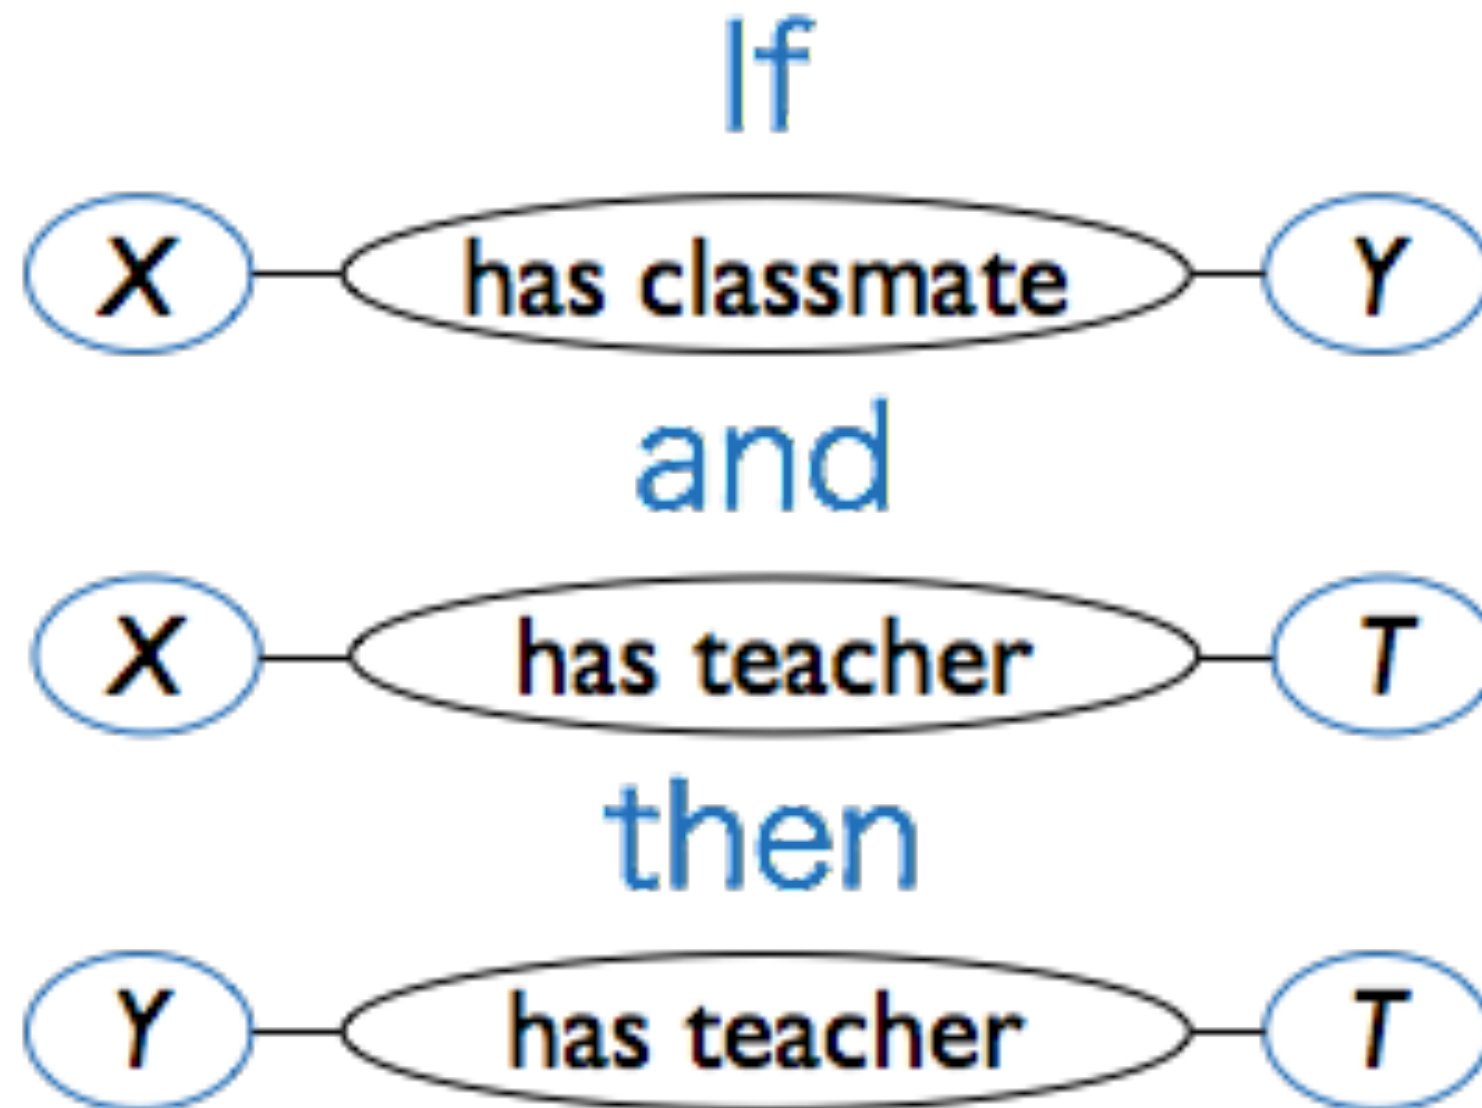 If
X has classmate Y
and
X has teacher T
then
Y has teacher T